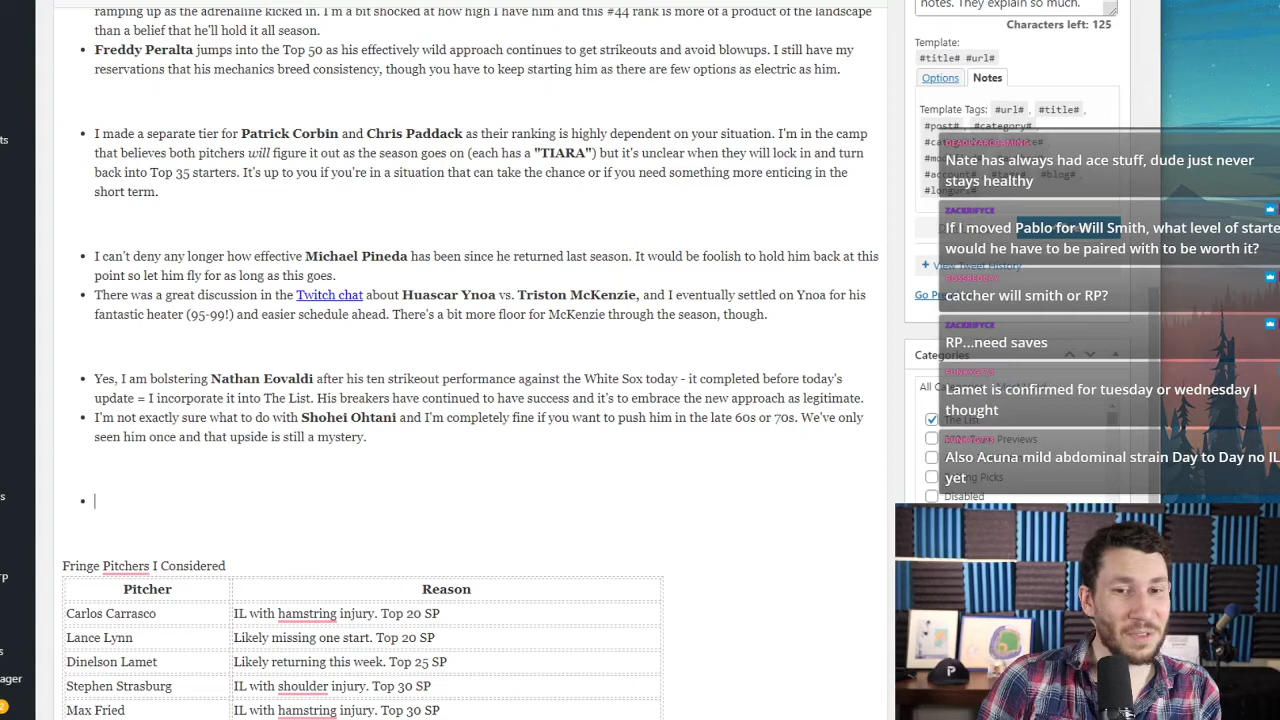 ramping up as the adrenaline kicked in. I'm a bit shocked at how high I have him and this #44 rank is more of a product of the landscape
than a belief that he'll hold it all season.
Freddy Peralta jumps into the Top 50 as his effectively wild approach continues to get strikeouts and avoid blowups. I still have my
reservations that his mechanics breed consistency, though you have to keep starting him as there are few options as electric as him.
I made a separate tier for Patrick Corbin and Chris Paddack as their ranking is highly dependent on your situation. I'm in the camp
that believes both pitchers will figure it out as the season goes on (each has a "TIARA") but it's unclear when they will lock in and turn
back into Top 35 starters. It's up to you if you're in a situation that can take the chance or if you need something more enticing in the
short term.
I can't deny any longer how effective Michael Pineda has been since he returned last season. It would be foolish to hold him back at this
point so let him fly for as long as this goes.
There was a great discussion in the Twitch chat about Huascar Ynoa vs. Triston McKenzie, and I eventually settled on Ynoa for his
fantastic heater (95-99!) and easier schedule ahead. There's a bit more floor for McKenzie through the season, though.
Yes, I am bolstering Nathan Eovaldi after his ten strikeout performance against the White Sox today - it completed before today's
update = I incorporate it into The List. His breakers have continued to have success and it's to embrace the new approach as legitimate.
I'm not exactly sure what to do with Shohei Ohtani and I'm completely fine if you want to push him in the late 60s or 70s. We've only
seen him once and that upside is still a mystery.
Fringe Pitchers I Considered
Pitcher Reason
Carlos Carrasco IL with hamstring injury. Top 20 SP
Lance Lynn Likely missing one start. Top 20 SP
Dinelson Lamet Likely returning this week. Top 25 SP
Stephen Strasburg IL with shoulder injury. Top 30 SP
Max Fried IL with hamstring injury. Top 30 SP
notes. They explain so much.
Characters left: 125
Template:
#title# #url#
Options Notes
Template Tags: #url#, #title#,
#post#, #category#,
#blog#,
View Tweet History
Categories
The List
Previews
Picks
Disabled
Nate has always had ace stuff, dude just never
stays healthy
ZACKRIFYCE
If I moved Pablo for Will Smith, what level of starte
would he have to be paired with to be worth it?
catcher will smith or RP?
ZACKRIFYCE
RP...need saves
Lamet is confirmed for tuesday or wednesday I
thought
Also Acuna mild abdominal strain Day to Day no IL
yet
ts
s
rp
s
ager
2
P